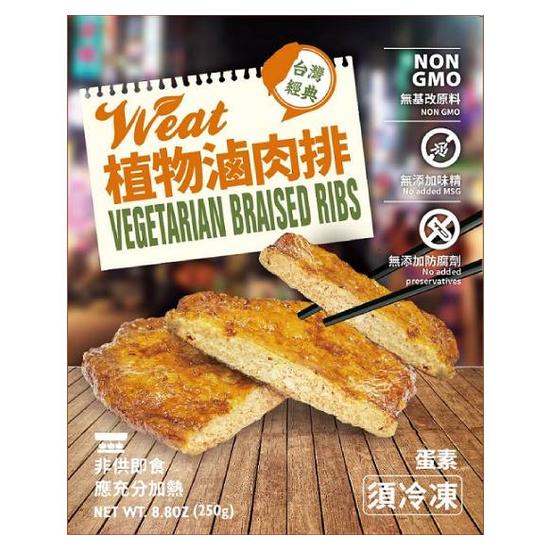 台灣
經典
Weat
植物滷肉排
VEGETARIAN BRAISED RIBS
NON
GMO
無基改原料
NON GMO
無添加味精
No added MSG
無添加防腐劑
No added
preservatives
非供即食
應充分加熱
NET WT. 8.8OZ (250g)
蛋素
須冷凍